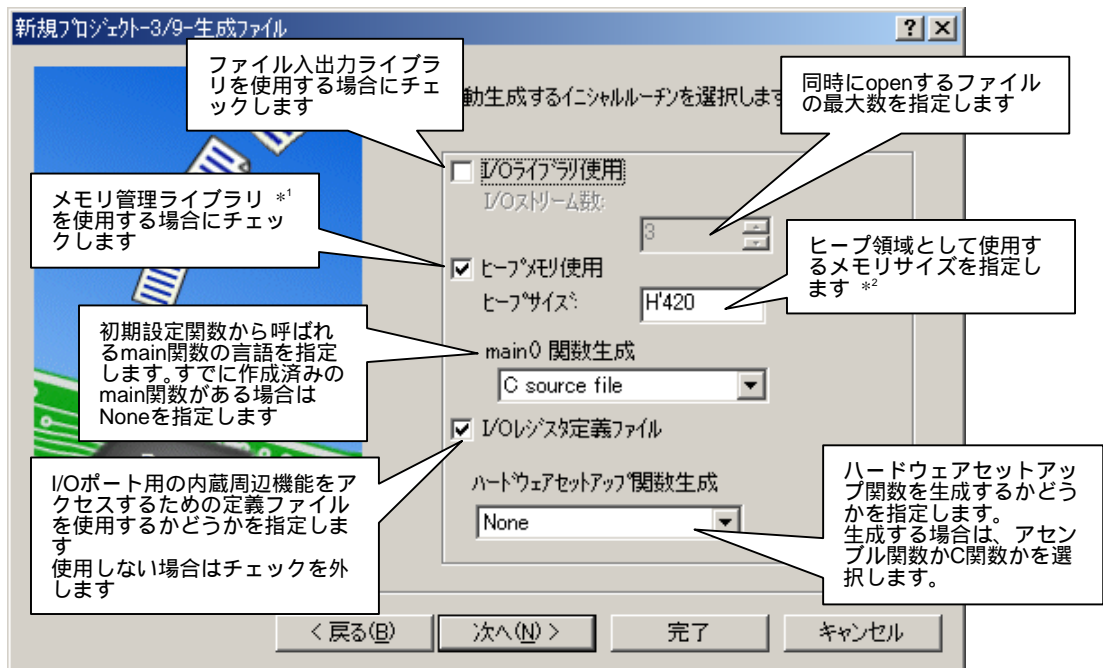 新規プロジェクト-3/9-生成ファイル
ファイル入出力ライブラ
リを使用する場合にチェ
ックします
動生成するイニシャルルーチンを選択します
同時にopenするファイル
の最大数を指定します
I/Oライブラリ使用
I/Oストリーム数:
3
メモリ管理ライブラリ *1
を使用する場合にチェッ
クします
ヒープメモリ使用
ヒープサイズ:
H'420
ヒープ領域として使用す
るメモリサイズを指定し
ます *2
初期設定関数から呼ばれ
るmain関数の言語を指定
します。すでに作成済みの
main関数がある場合は
Noneを指定します
main() 関数生成
C source file
I/Oレジスタ定義ファイル
I/Oポート用の内蔵周辺機能をア
クセスするための定義ファイル
を使用するかどうかを指定しま
す
使用しない場合はチェックを外
します
ハードウェアセットアップ関数生成
None
ハードウェアセットアッ
プ関数を生成するかどう
かを指定します。
生成する場合は、アセン
ブル関数かC関数かを選
択します。
< 戻る(B)
次へ(N) >
完了
キャンセル